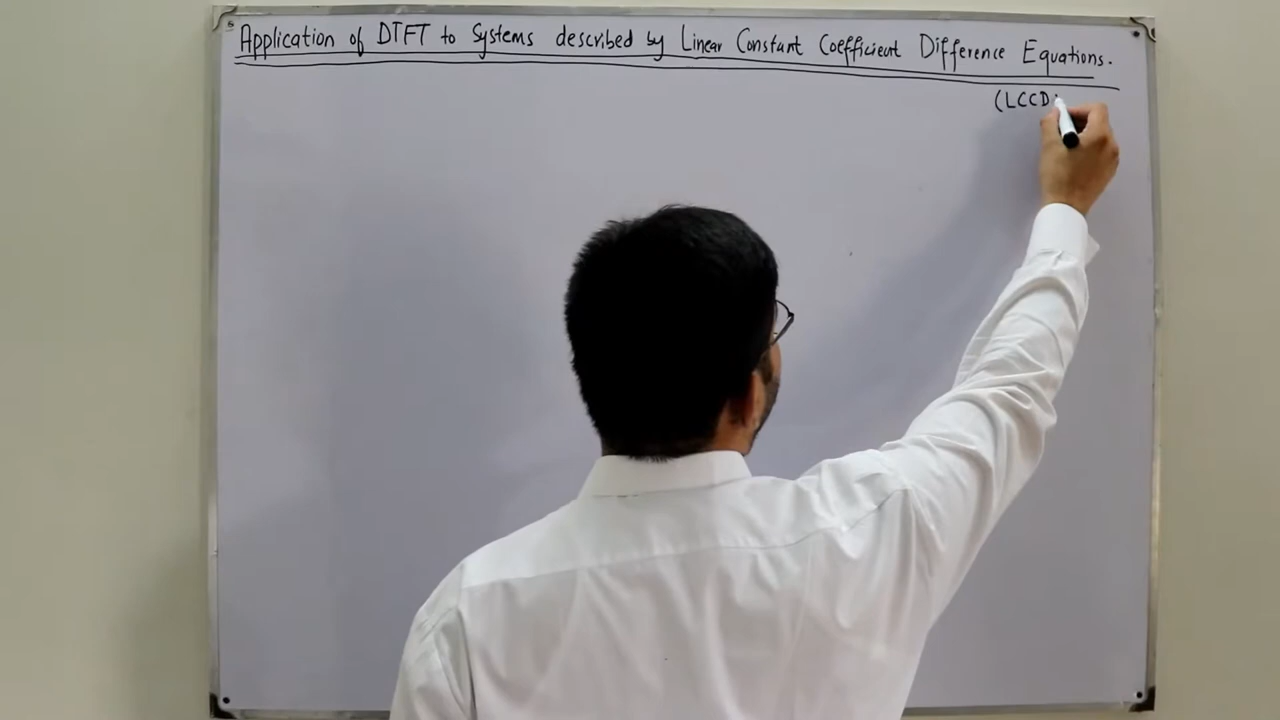 Application of DTFT to Systems described by Linear Constant Coefficient Difference Equations.
(LCCD